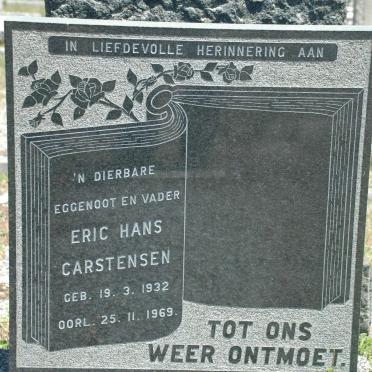 IN LIEFDEVOLLE HERINNERING AAN
'N DIERBARE
EGGENOOT EN VADER
ERIC HANS
CARSTENSEN
GEB. 19. 3. 1932
OORL. 25. 11. 1969.
TOT ONS
WEER ONTMOET.